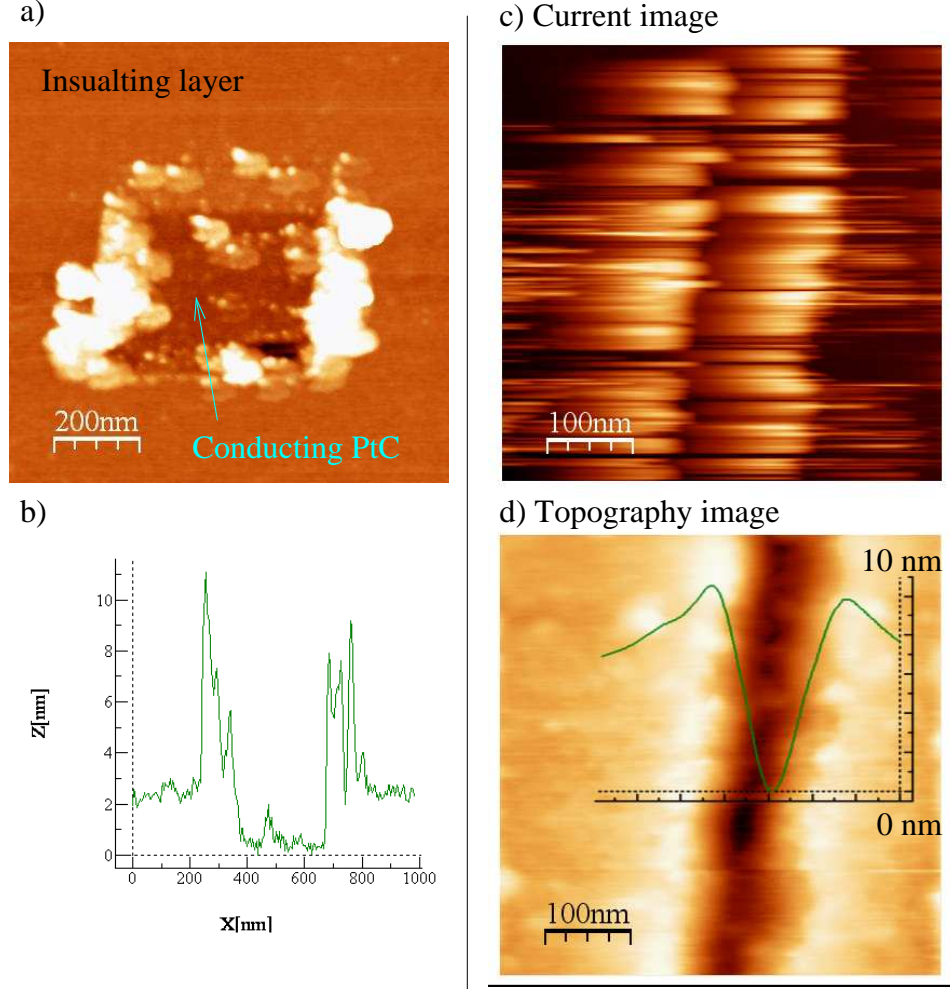 a)
Insualting layer
200nm
Conducting PtC
b)
10
8
6
4
2
0
Z[nm]
0 200 400 600 800 1000
X[nm]
c) Current image
100nm
d) Topography image
10 nm
0 nm
100nm